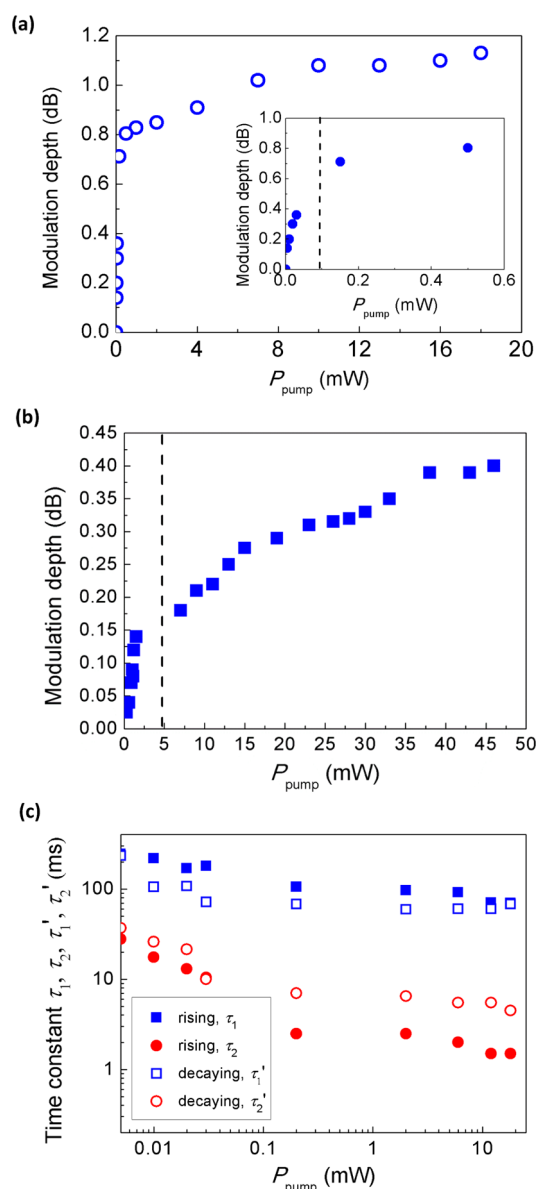 (a)
1.2
1.0
0.8
0.6
0.4
0.2
0.0
Modulation depth (dB)
0 4 8 12 16 20
P_pump (mW)
1.0
0.8
0.6
0.4
0.2
0.0
Modulation depth (dB)
0.0 0.2 0.4 0.6
P_pump (mW)
(b)
0.45
0.40
0.35
0.30
0.25
0.20
0.15
0.10
0.05
0.00
Modulation depth (dB)
0 5 10 15 20 25 30 35 40 45 50
P_pump (mW)
(c)
100
10
1
Time constant τ₁, τ₂, τ₁', τ₂' (ms)
rising, τ₁
rising, τ₂
decaying, τ₁'
decaying, τ₂'
0.01 0.1 1 10
P_pump (mW)